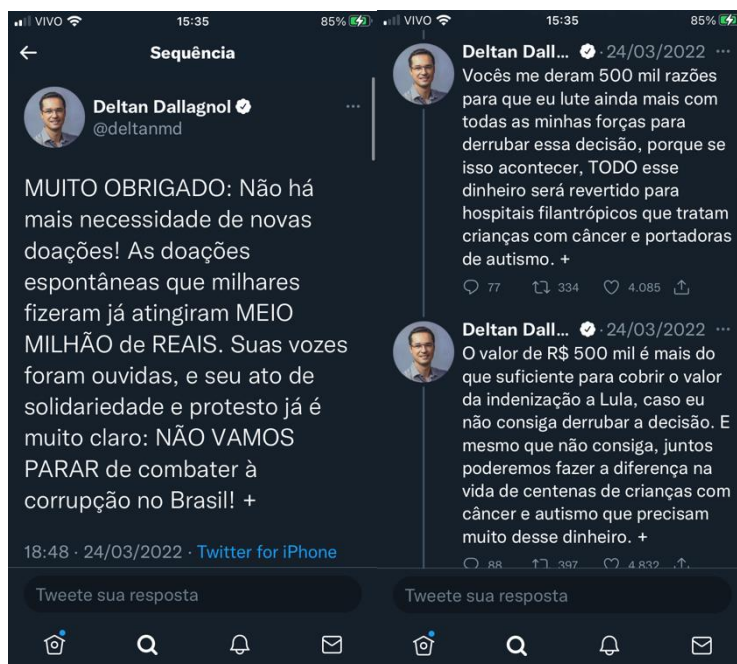 VIVO 15:35 85%
Sequência
Deltan Dallagnol
@deltanmd
MUITO OBRIGADO: Não há
mais necessidade de novas
doações! As doações
espontâneas que milhares
fizeram já atingiram MEIO
MILHÃO de REAIS. Suas vozes
foram ouvidas, e seu ato de
solidariedade e protesto já é
muito claro: NÃO VAMOS
PARAR de combater à
corrupção no Brasil! +
18:48 · 24/03/2022 · Twitter for iPhone
Tweete sua resposta
VIVO 15:35 85%
Deltan Dall... · 24/03/2022 ...
Vocês me deram 500 mil razões
para que eu lute ainda mais com
todas as minhas forças para
derrubar essa decisão, porque se
isso acontecer, TODO esse
dinheiro será revertido para
hospitais filantrópicos que tratam
crianças com câncer e portadoras
de autismo. +
77 334 4.085
Deltan Dall... · 24/03/2022 ...
O valor de R$ 500 mil é mais do
que suficiente para cobrir o valor
da indenização a Lula, caso eu
não consiga derrubar a decisão. E
mesmo que não consiga, juntos
poderemos fazer a diferença na
vida de centenas de crianças com
câncer e autismo que precisam
muito desse dinheiro. +
88 397 4.832
Tweete sua resposta